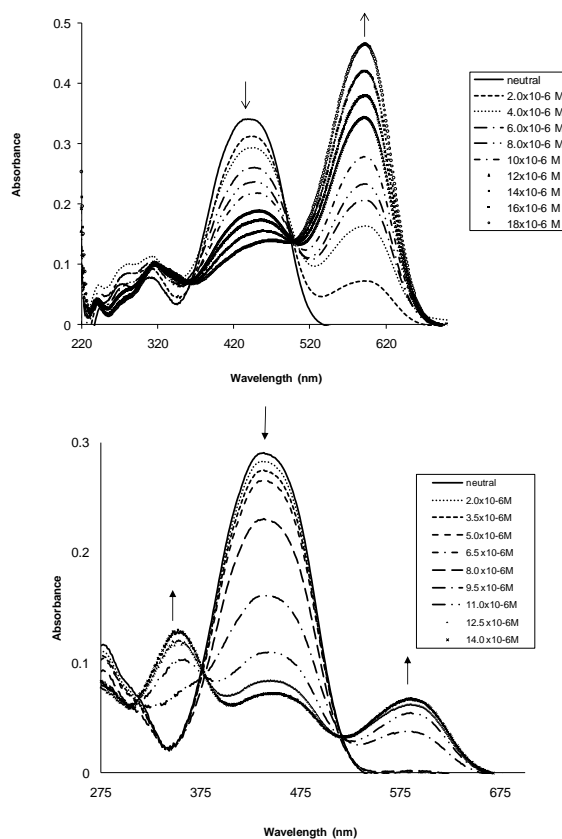 0.5
0.4
0.3
0.2
0.1
0
Absorbance
220 320 420 520 620
Wavelength (nm)
neutral
2.0x10-6 M
4.0x10-6 M
6.0x10-6 M
8.0x10-6 M
10x10-6 M
12x10-6 M
14x10-6 M
16x10-6 M
18x10-6 M
0.3
0.2
0.1
0
Absorbance
275 375 475 575 675
Wavelength (nm)
neutral
2.0x10-6M
3.5x10-6M
5.0x10-6M
6.5x10-6M
8.0x10-6M
9.5x10-6M
11.0x10-6M
12.5x10-6M
14.0x10-6M